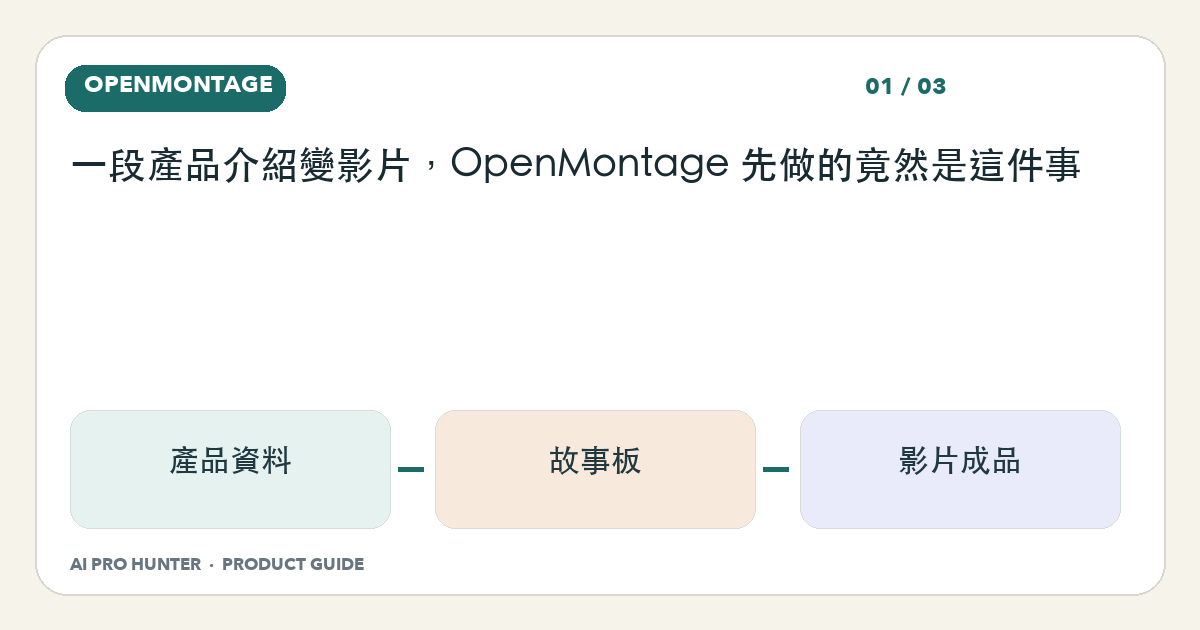 OPENMONTAGE
01 / 03
一段產品介紹變影片，OpenMontage 先做的竟然是這件事
產品資料
故事板
影片成品
AI PRO HUNTER · PRODUCT GUIDE